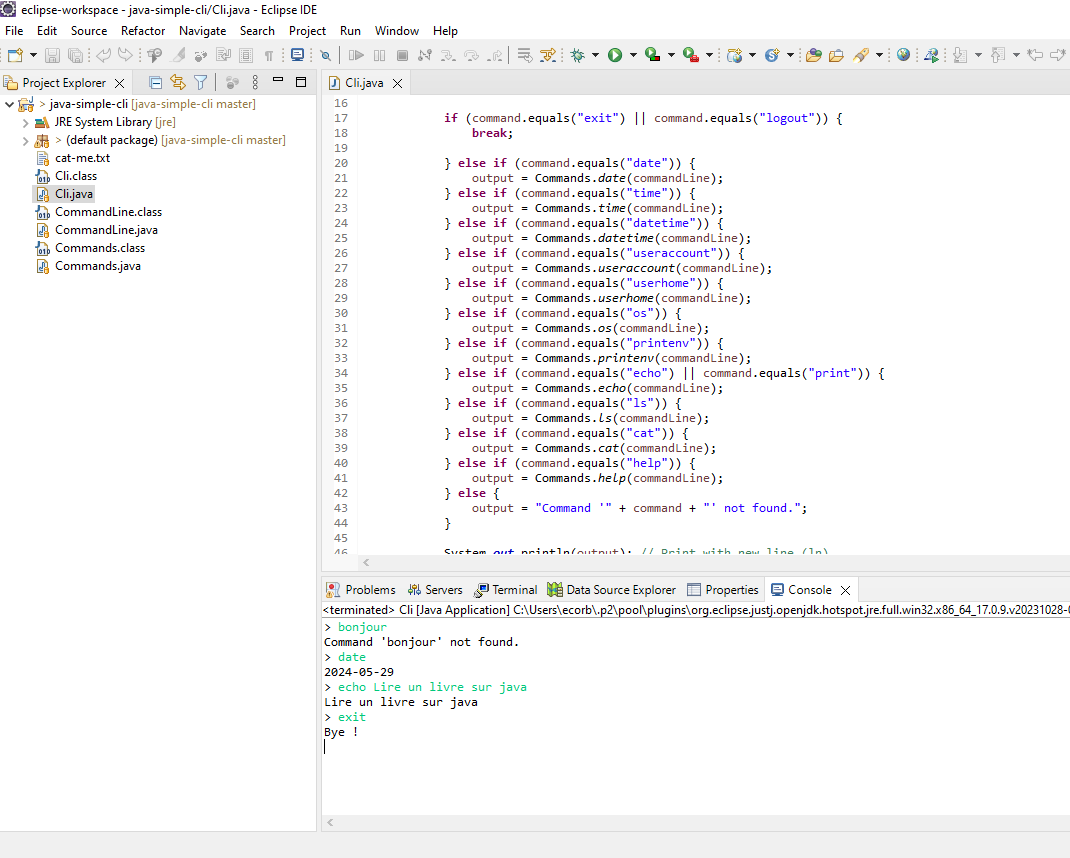 eclipse-workspace - java-simple-cli/Cli.java - Eclipse IDE
File Edit Source Refactor Navigate Search Project Run Window Help
Project Explorer
> java-simple-cli [java-simple-cli master]
JRE System Library [jre]
> (default package) [java-simple-cli master]
cat-me.txt
Cli.class
Cli.java
CommandLine.class
CommandLine.java
Commands.class
Commands.java
Cli.java
16
17 if (command.equals("exit") || command.equals("logout")) {
18 break;
19
20 } else if (command.equals("date")) {
21 output = Commands.date(commandLine);
22 } else if (command.equals("time")) {
23 output = Commands.time(commandLine);
24 } else if (command.equals("datetime")) {
25 output = Commands.datetime(commandLine);
26 } else if (command.equals("useraccount")) {
27 output = Commands.useraccount(commandLine);
28 } else if (command.equals("userhome")) {
29 output = Commands.userhome(commandLine);
30 } else if (command.equals("os")) {
31 output = Commands.os(commandLine);
32 } else if (command.equals("printenv")) {
33 output = Commands.printenv(commandLine);
34 } else if (command.equals("echo") || command.equals("print")) {
35 output = Commands.echo(commandLine);
36 } else if (command.equals("ls")) {
37 output = Commands.ls(commandLine);
38 } else if (command.equals("cat")) {
39 output = Commands.cat(commandLine);
40 } else if (command.equals("help")) {
41 output = Commands.help(commandLine);
42 } else {
43 output = "Command '" + command + "' not found.";
44 }
45
46 System.out.println(output); // Print with new line (ln)
Problems Servers Terminal Data Source Explorer Properties Console
<terminated> Cli [Java Application] C:\Users\ecorb\.p2\pool\plugins\org.eclipse.justj.openjdk.hotspot.jre.full.win32.x86_64_17.0.9.v20231028-
> bonjour
Command 'bonjour' not found.
> date
2024-05-29
> echo Lire un livre sur java
Lire un livre sur java
> exit
Bye !